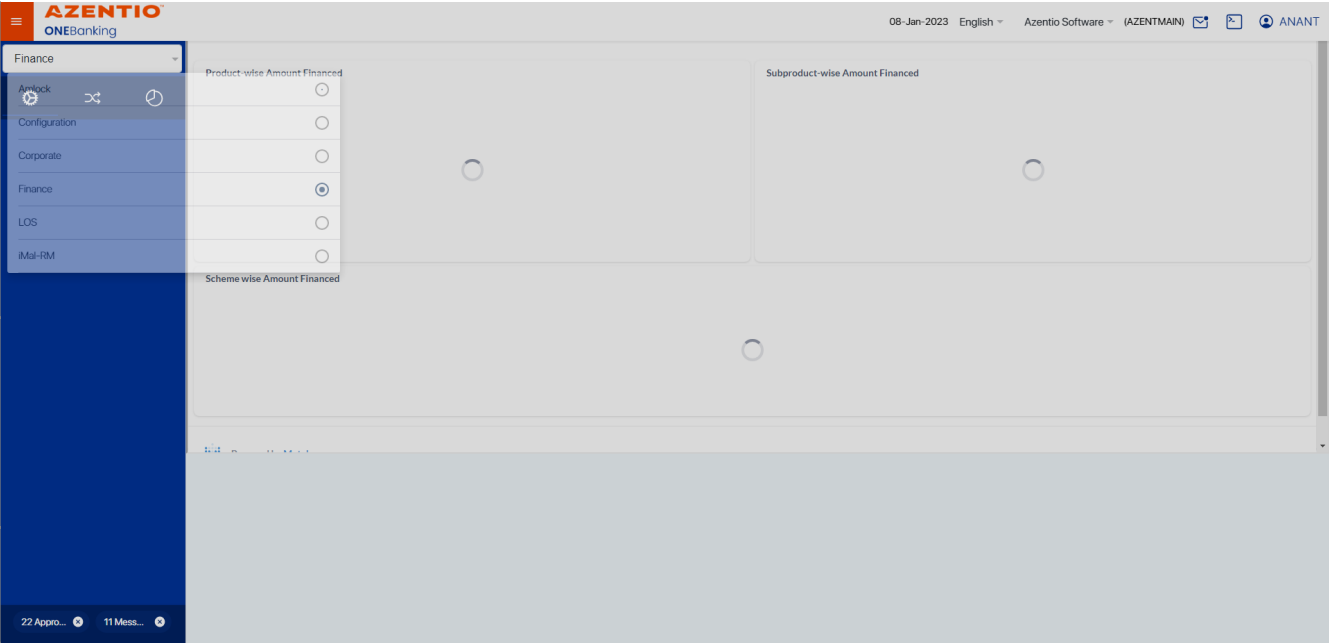 AZENTIO
ONEBanking
08-Jan-2023 English Azentio Software (AZENTMAIN) ANANT
Finance
Product-wise Amount Financed
Subproduct-wise Amount Financed
Amlock
Configuration
Corporate
Finance
LOS
iMal-RM
Scheme wise Amount Financed
22 Appro...
11 Mess...